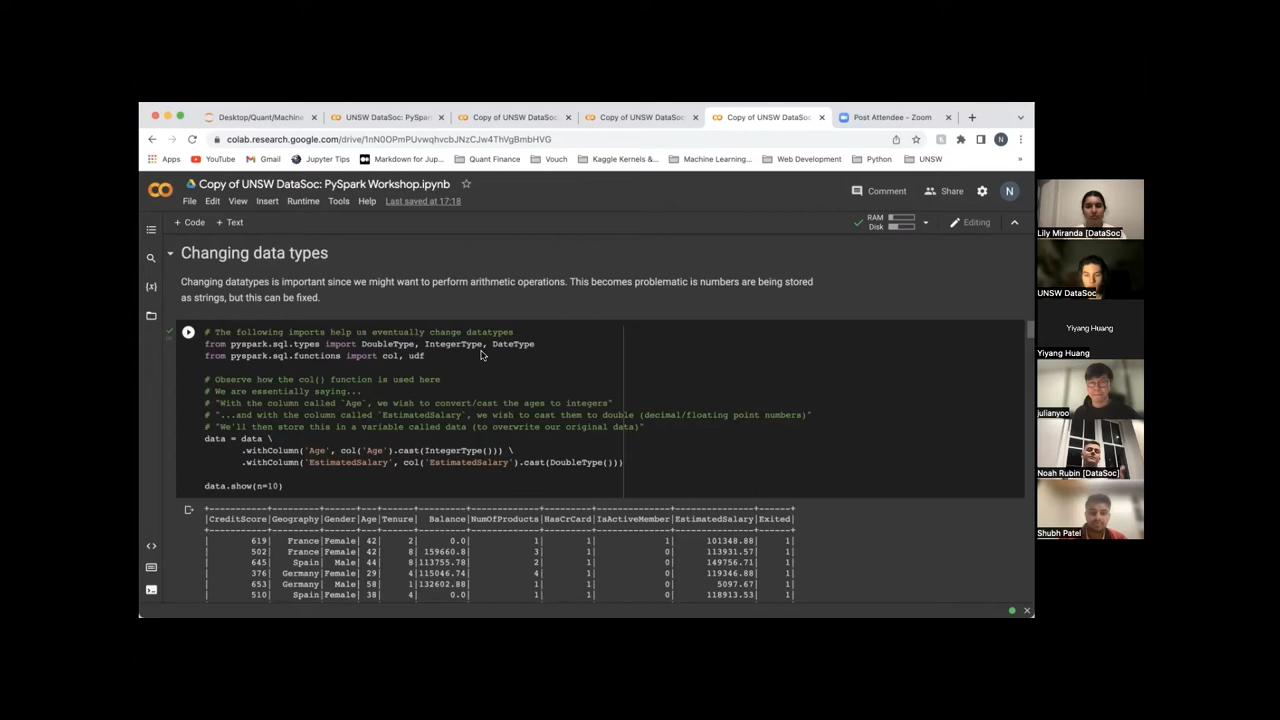 Desktop/Quant/Machine
UNSW DataSoc: PySpar
Copy of UNSW DataSoc:
Copy of UNSW DataSoc
Copy of UNSW DataSoc
Post Attendee - Zoom
colab.research.google.com/drive/1nN0OPmPUvwqhvcbJNzCJw4ThVgBmbHVG
Apps
YouTube
Gmail
Jupyter Tips
Markdown for Jup...
Quant Finance
Vouch
Kaggle Kernels &...
Machine Learning...
Web Development
Python
UNSW
Copy of UNSW DataSoc: PySpark Workshop.ipynb
Comment
Share
N
File Edit View Insert Runtime Tools Help Last saved at 17:18
+ Code + Text
RAM
Disk
Editing
Changing data types
Changing datatypes is important since we might want to perform arithmetic operations. This becomes problematic is numbers are being stored
as strings, but this can be fixed.
# The following imports help us eventually change datatypes
from pyspark.sql.types import DoubleType, IntegerType, DateType
from pyspark.sql.functions import col, udf
# Observe how the col() function is used here
# We are essentially saying...
# "With the column called `Age`, we wish to convert/cast the ages to integers"
# "...and with the column called `EstimatedSalary`, we wish to cast them to double (decimal/floating point numbers)"
# "We'll then store this in a variable called data (to overwrite our original data)"
data = data \
.withColumn('Age', col('Age').cast(IntegerType())) \
.withColumn('EstimatedSalary', col('EstimatedSalary').cast(DoubleType()))
data.show(n=10)
|CreditScore|Geography|Gender|Age|Tenure| Balance|NumOfProducts|HasCrCard|IsActiveMember|EstimatedSalary|Exited|
| 619| France|Female| 42| 2| 0.0| 1| 1| 1| 101348.88| 1|
| 502| France|Female| 42| 8| 159660.8| 3| 1| 0| 113931.57| 1|
| 645| Spain| Male| 44| 8|113755.78| 2| 1| 0| 149756.71| 1|
| 376| Germany|Female| 29| 4|115046.74| 4| 1| 0| 119346.88| 1|
| 653| Germany| Male| 58| 1|132602.88| 1| 1| 0| 5097.67| 1|
| 510| Spain|Female| 38| 4| 0.0| 1| 1| 0| 118913.53| 1|
Lily Miranda [DataSoc]
UNSW DataSoc
Yiyang Huang
Yiyang Huang
julianyoo
Noah Rubin [DataSoc]
Shubh Patel